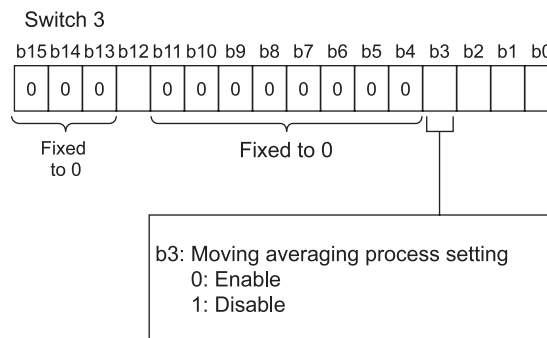 Switch 3
b15 b14 b13 b12 b11 b10 b9 b8 b7 b6 b5 b4 b3 b2 b1 b0
0 0 0 0 0 0 0 0 0 0 0
Fixed to 0
Fixed
to 0
b3: Moving averaging process setting
0: Enable
1: Disable